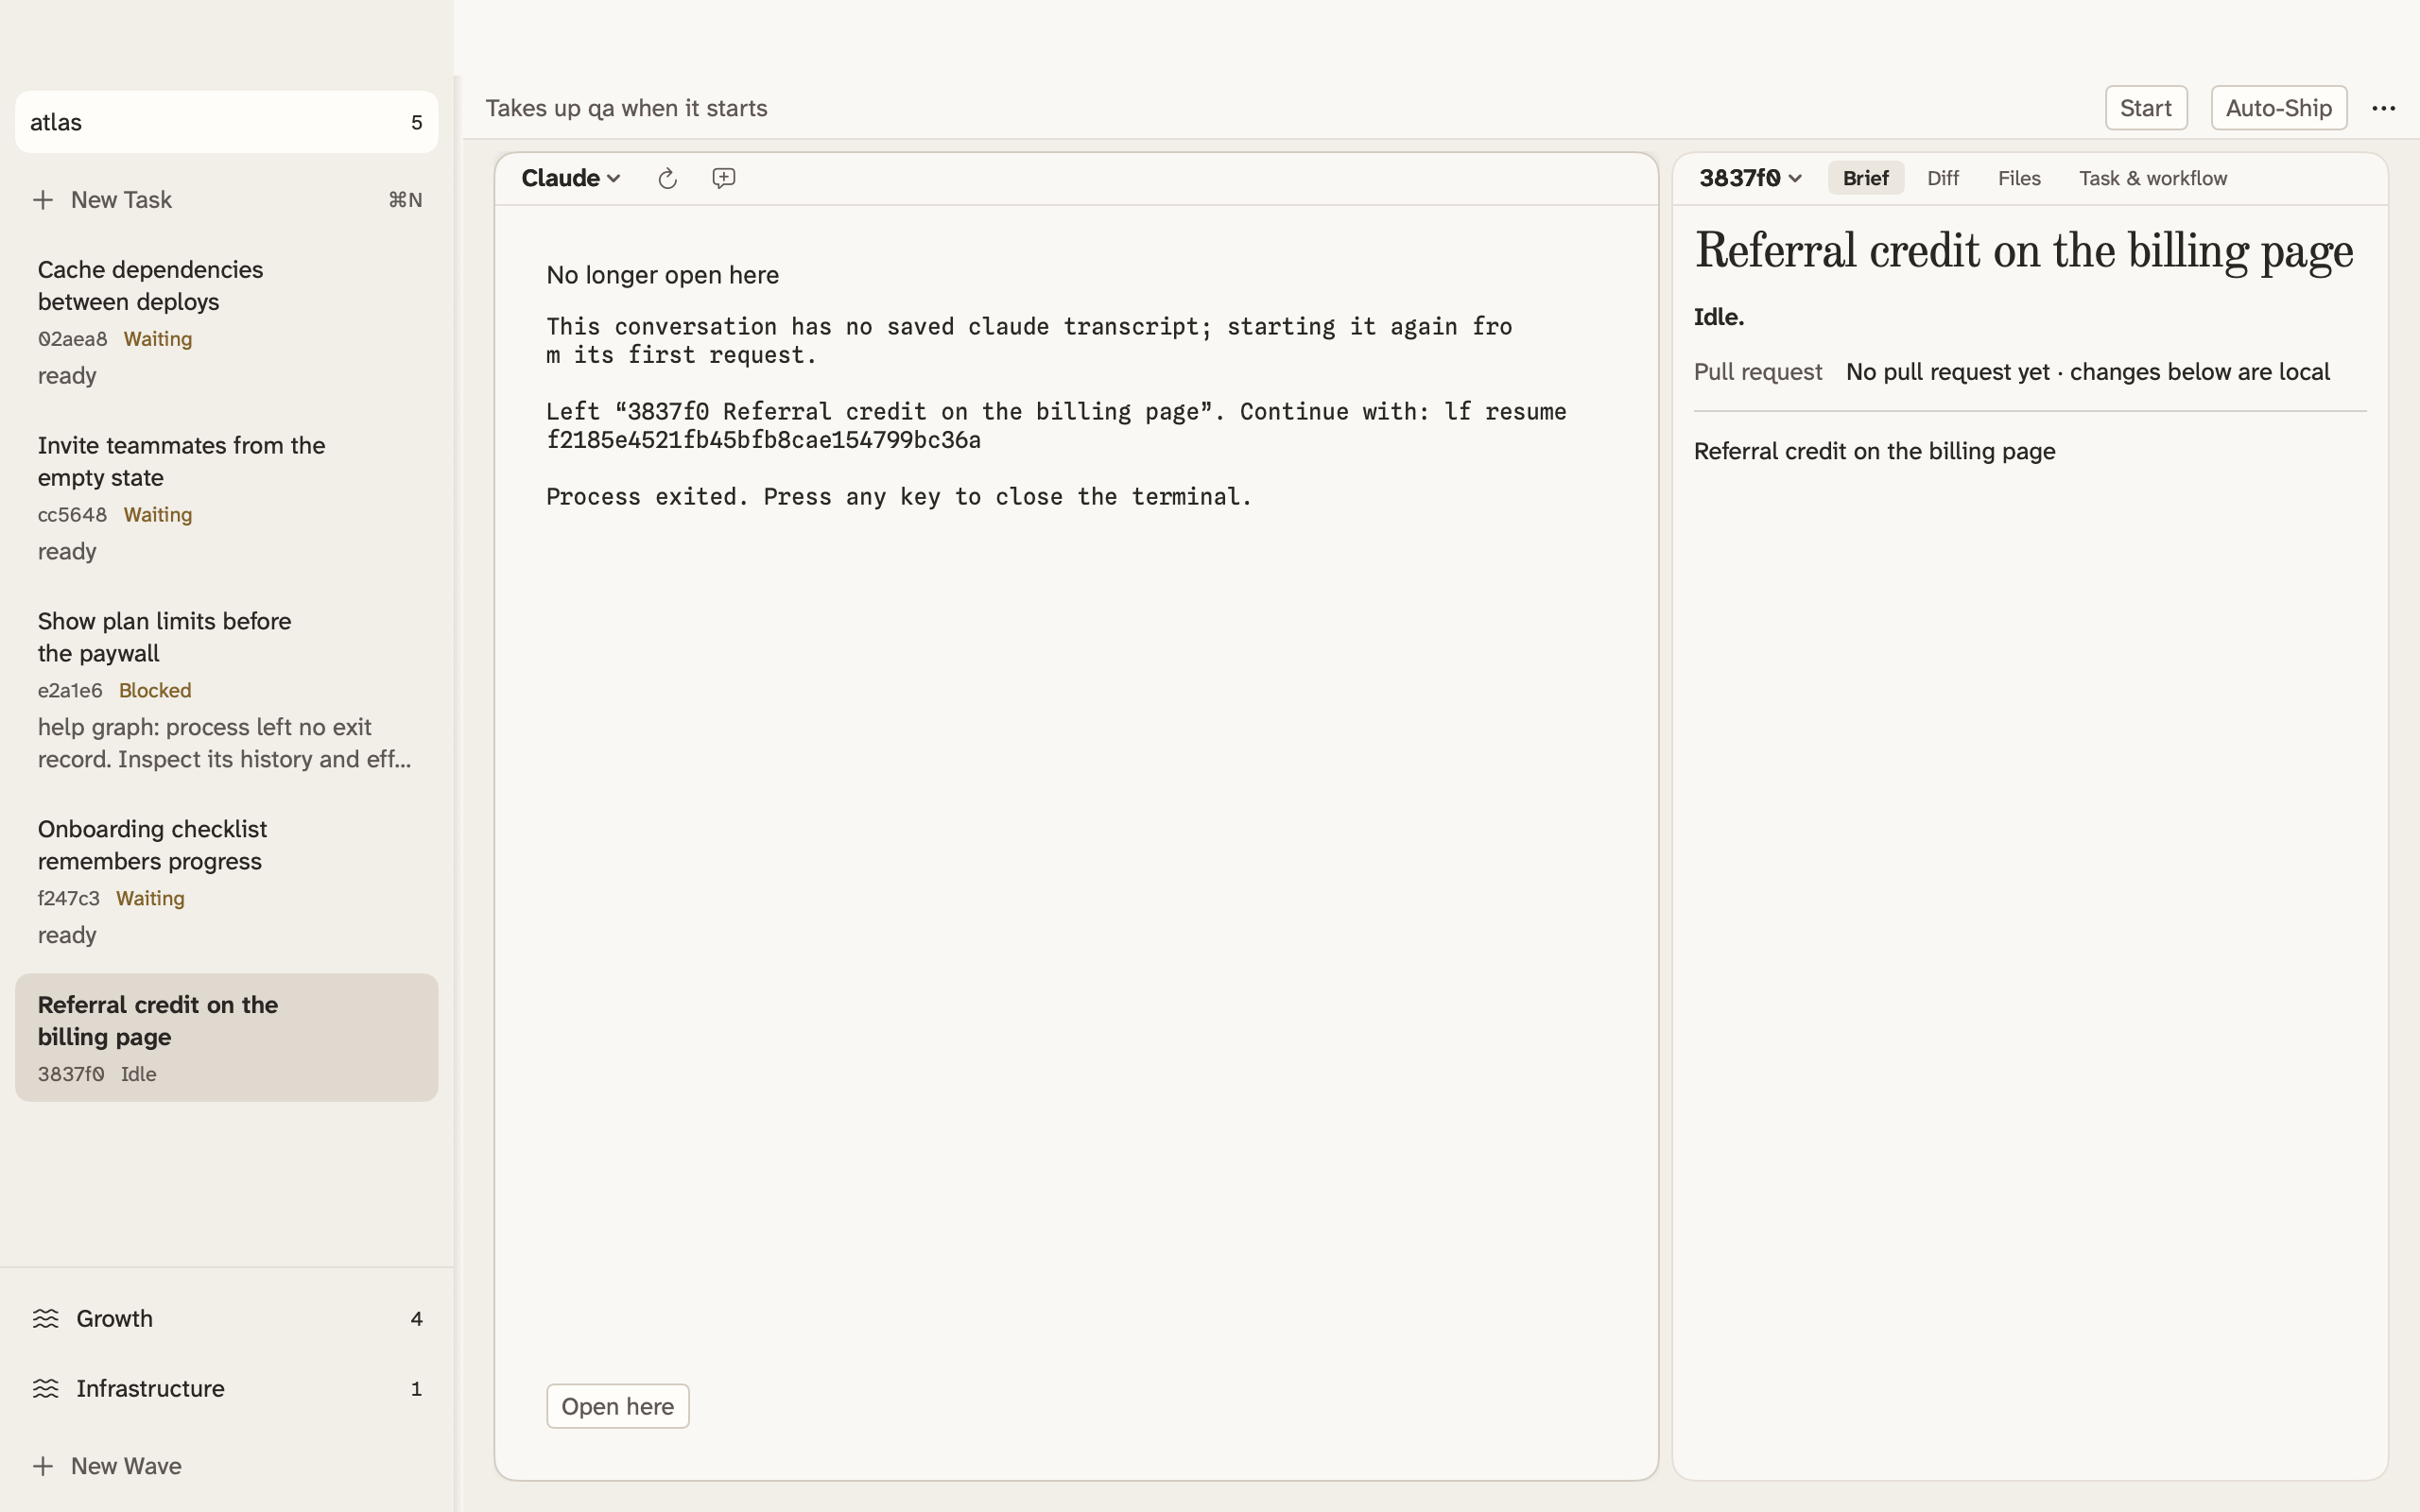 atlas 5
New Task ⌘N
Cache dependencies
between deploys
02aea8 Waiting
ready
Invite teammates from the
empty state
cc5648 Waiting
ready
Show plan limits before
the paywall
e2a1e6 Blocked
help graph: process left no exit
record. Inspect its history and eff...
Onboarding checklist
remembers progress
f247c3 Waiting
ready
Referral credit on the
billing page
3837f0 Idle
Growth 4
Infrastructure 1
New Wave
Takes up qa when it starts
Start Auto-Ship
Claude
No longer open here
This conversation has no saved claude transcript; starting it again fro
m its first request.
Left “3837f0 Referral credit on the billing page”. Continue with: lf resume
f2185e4521fb45bfb8cae154799bc36a
Process exited. Press any key to close the terminal.
Open here
3837f0 Brief Diff Files Task & workflow
Referral credit on the billing page
Idle.
Pull request No pull request yet · changes below are local
Referral credit on the billing page